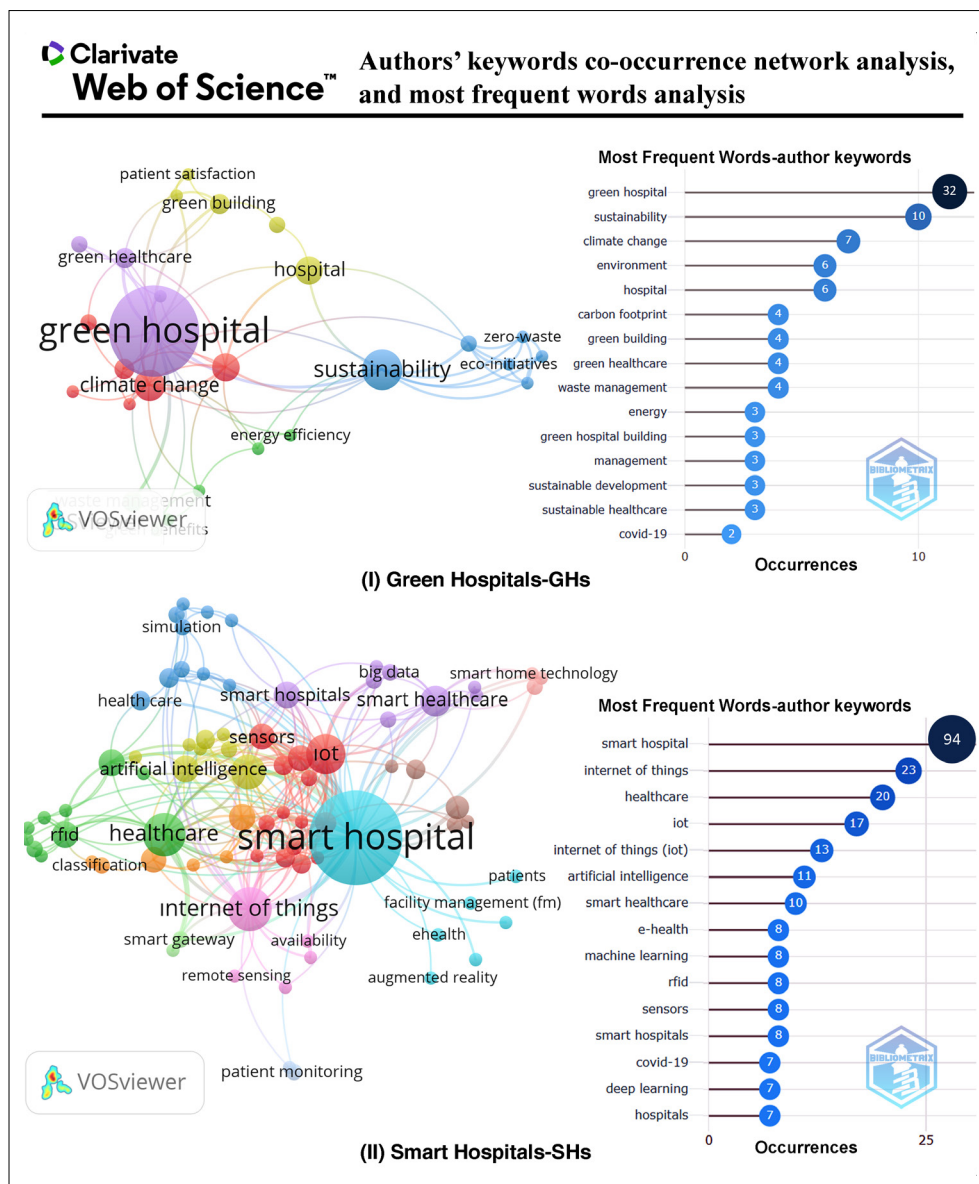 Clarivate
Web of Science™
Authors' keywords co-occurrence network analysis,
and most frequent words analysis
patient satisfaction
green building
green healthcare
hospital
green hospital
zero-waste
sustainability
eco-initiatives
climate change
energy efficiency
waste management
VOSviewer
Most Frequent Words-author keywords
green hospital 32
sustainability 10
climate change 7
environment 6
hospital 6
carbon footprint 4
green building 4
green healthcare 4
waste management 4
energy 3
green hospital building 3
management 3
sustainable development 3
sustainable healthcare 3
covid-19 2
0 10
Occurrences
BIBLIOMETRIX
(I) Green Hospitals-GHs
simulation
big data
smart home technology
health care
smart hospitals
smart healthcare
sensors
iot
artificial intelligence
rfid
healthcare
smart hospital
classification
patients
internet of things
facility management (fm)
smart gateway
availability
ehealth
remote sensing
augmented reality
patient monitoring
VOSviewer
Most Frequent Words-author keywords
smart hospital 94
internet of things 23
healthcare 20
iot 17
internet of things (iot) 13
artificial intelligence 11
smart healthcare 10
e-health 8
machine learning 8
rfid 8
sensors 8
smart hospitals 8
covid-19 7
deep learning 7
hospitals 7
0 25
Occurrences
BIBLIOMETRIX
(II) Smart Hospitals-SHs